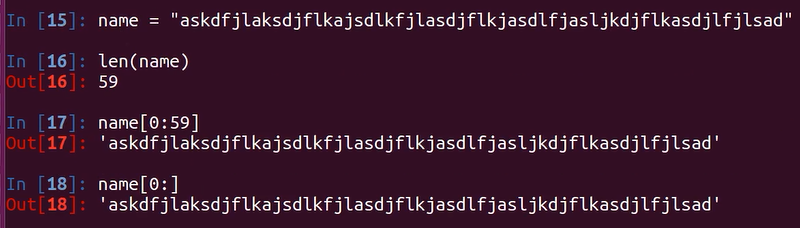 In [15]: name = "askdfjlaksdjflkajsdlkfjlasdjflkjasdlfjasljkdjflkasdjlfjlsad"
In [16]: len(name)
Out[16]: 59
In [17]: name[0:59]
Out[17]: 'askdfjlaksdjflkajsdlkfjlasdjflkjasdlfjasljkdjflkasdjlfjlsad'
In [18]: name[0:]
Out[18]: 'askdfjlaksdjflkajsdlkfjlasdjflkjasdlfjasljkdjflkasdjlfjlsad'